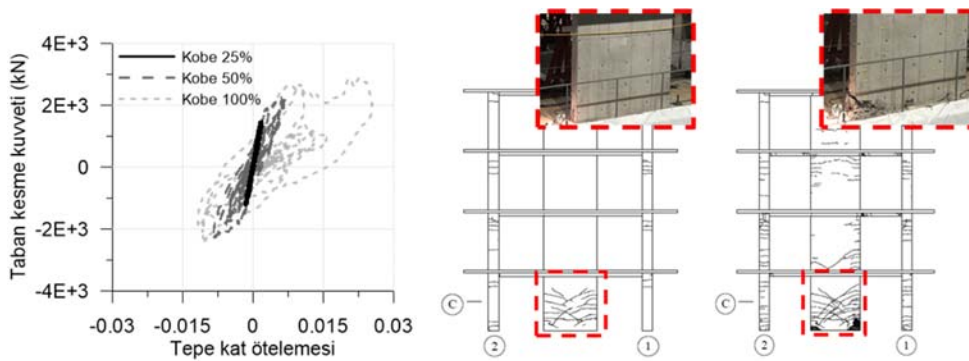 Taban kesme kuvveti (kN)
4E+3
2E+3
0
-2E+3
-4E+3
Kobe 25%
Kobe 50%
Kobe 100%
-0.03 -0.015 0 0.015 0.03
Tepe kat ötelemesi
C
2 1
C
2 1